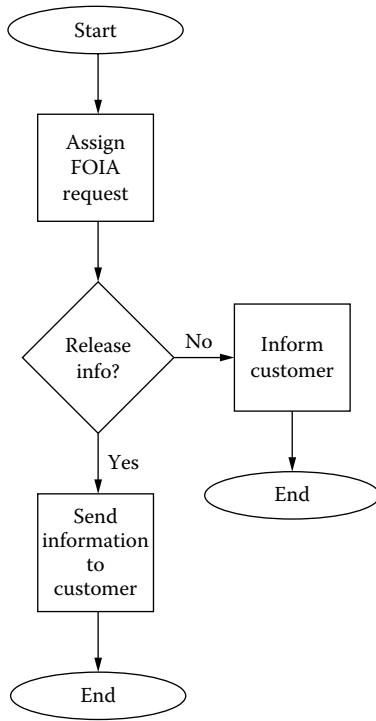 Start
Assign
FOIA
request
Release
info?
No
Inform
customer
Yes
End
Send
information
to
customer
End